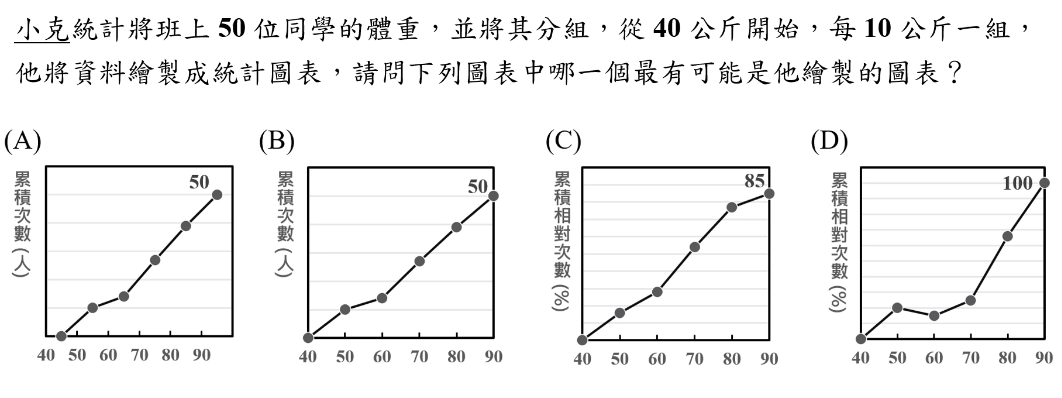 小克統計將班上 50 位同學的體重，並將其分組，從 40 公斤開始，每 10 公斤一組，
他將資料繪製成統計圖表，請問下列圖表中哪一個最有可能是他繪製的圖表？
(A)
累積次數(人)
50
40 50 60 70 80 90
(B)
累積次數(人)
50
40 50 60 70 80 90
(C)
累積相對次數(%)
85
40 50 60 70 80 90
(D)
累積相對次數(%)
100
40 50 60 70 80 90